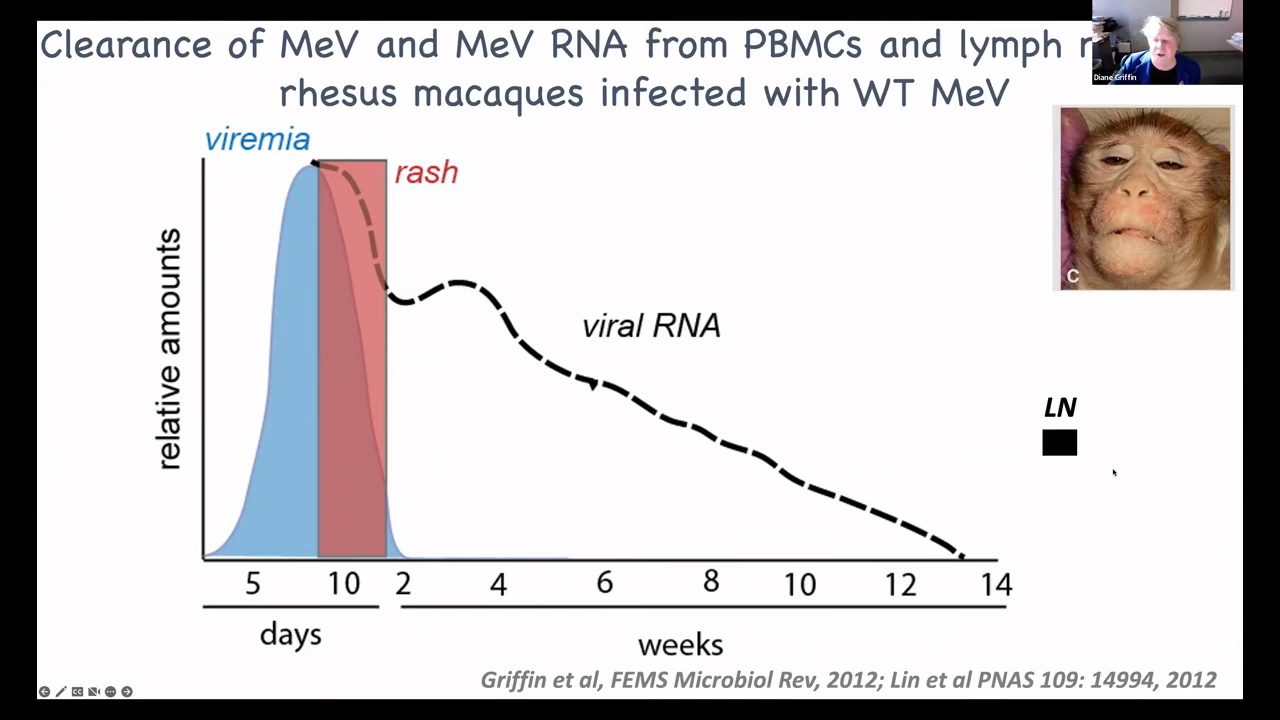 Clearance of MeV and MeV RNA from PBMCs and lymph
rhesus macaques infected with WT MeV
Diane Griffin
viremia
rash
C
relative amounts
viral RNA
LN
5 10 2 4 6 8 10 12 14
days
weeks
Griffin et al, FEMS Microbiol Rev, 2012; Lin et al PNAS 109: 14994, 2012